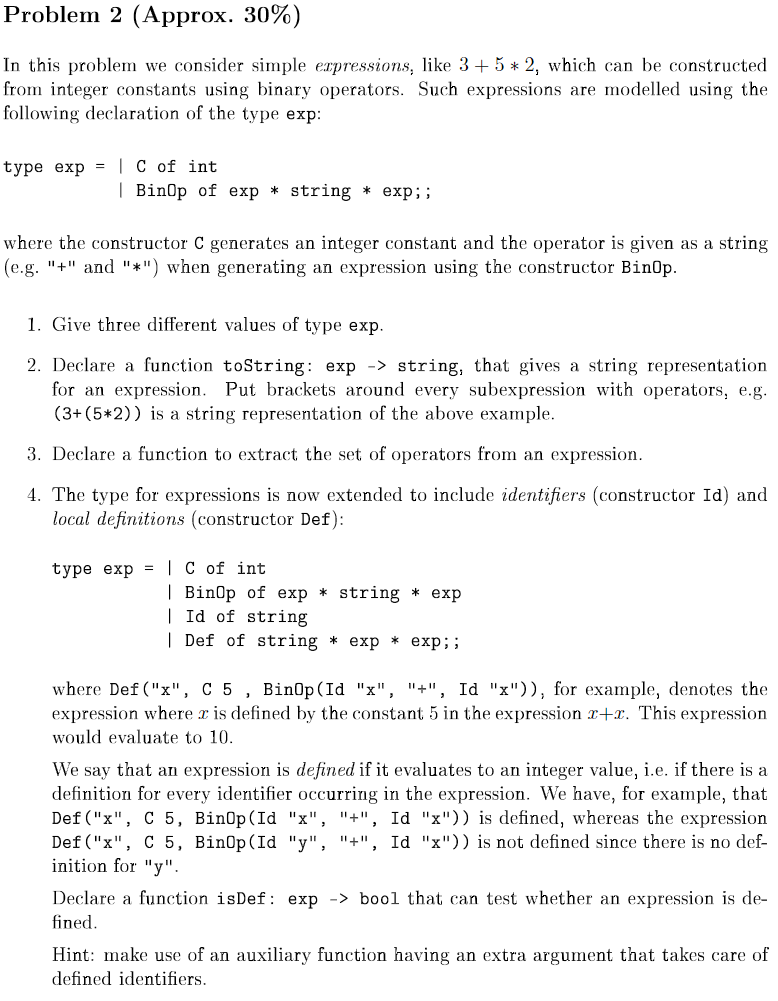 Problem 2 (Approx. 30%)
In this problem we consider simple expressions, like 3 + 5 * 2, which can be constructed
from integer constants using binary operators. Such expressions are modelled using the
following declaration of the type exp:
type exp = | C of int
| BinOp of exp * string * exp;;
where the constructor C generates an integer constant and the operator is given as a string
(e.g. "+" and "*") when generating an expression using the constructor BinOp.
1. Give three different values of type exp.
2. Declare a function toString: exp -> string, that gives a string representation
for an expression. Put brackets around every subexpression with operators, e.g.
(3+(5*2)) is a string representation of the above example.
3. Declare a function to extract the set of operators from an expression.
4. The type for expressions is now extended to include identifiers (constructor Id) and
local definitions (constructor Def):
type exp = | C of int
| BinOp of exp * string * exp
| Id of string
| Def of string * exp * exp;;
where Def("x", C 5 , BinOp(Id "x", "+", Id "x")), for example, denotes the
expression where x is defined by the constant 5 in the expression x+x. This expression
would evaluate to 10.
We say that an expression is defined if it evaluates to an integer value, i.e. if there is a
definition for every identifier occurring in the expression. We have, for example, that
Def("x", C 5, BinOp(Id "x", "+", Id "x")) is defined, whereas the expression
Def("x", C 5, BinOp(Id "y", "+", Id "x")) is not defined since there is no def-
inition for "y".
Declare a function isDef: exp -> bool that can test whether an expression is de-
fined.
Hint: make use of an auxiliary function having an extra argument that takes care of
defined identifiers.